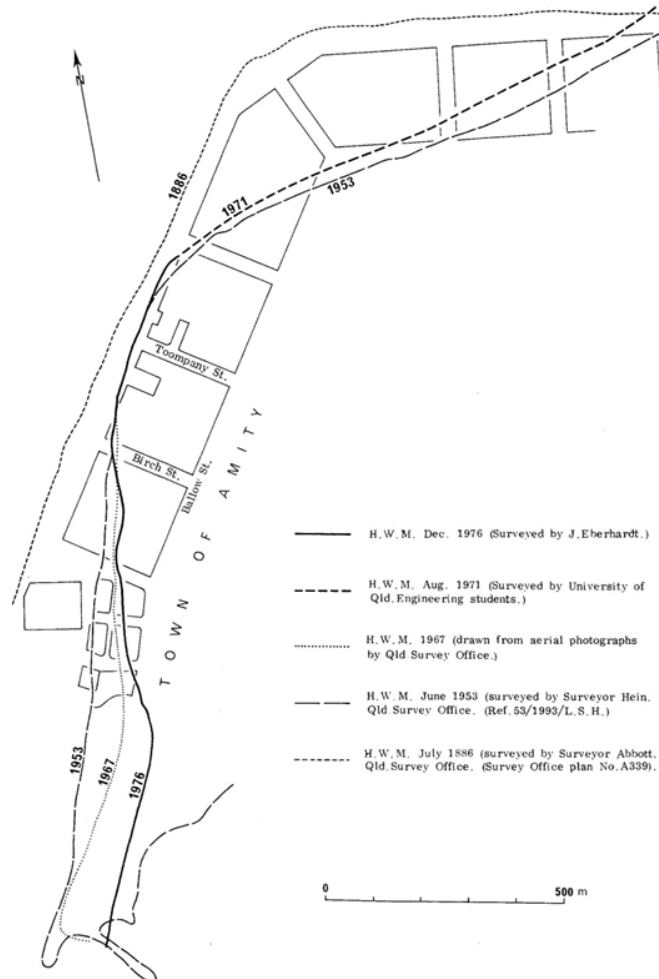 N
1886
1971
1953
Toompany St.
Birch St.
Ballow St.
TOWN OF AMITY
1953
1967
1976
H.W.M. Dec. 1976 (Surveyed by J.Eberhardt.)
H.W.M. Aug. 1971 (Surveyed by University of
Qld. Engineering students.)
H.W.M. 1967 (drawn from aerial photographs
by Qld Survey Office.)
H.W.M. June 1953 (surveyed by Surveyor Hein.
Qld.Survey Office. (Ref.53/1993/L.S.H.)
H.W.M. July 1886 (surveyed by Surveyor Abbott,
Qld.Survey Office. (Survey Office plan No.A339).
0
500 m